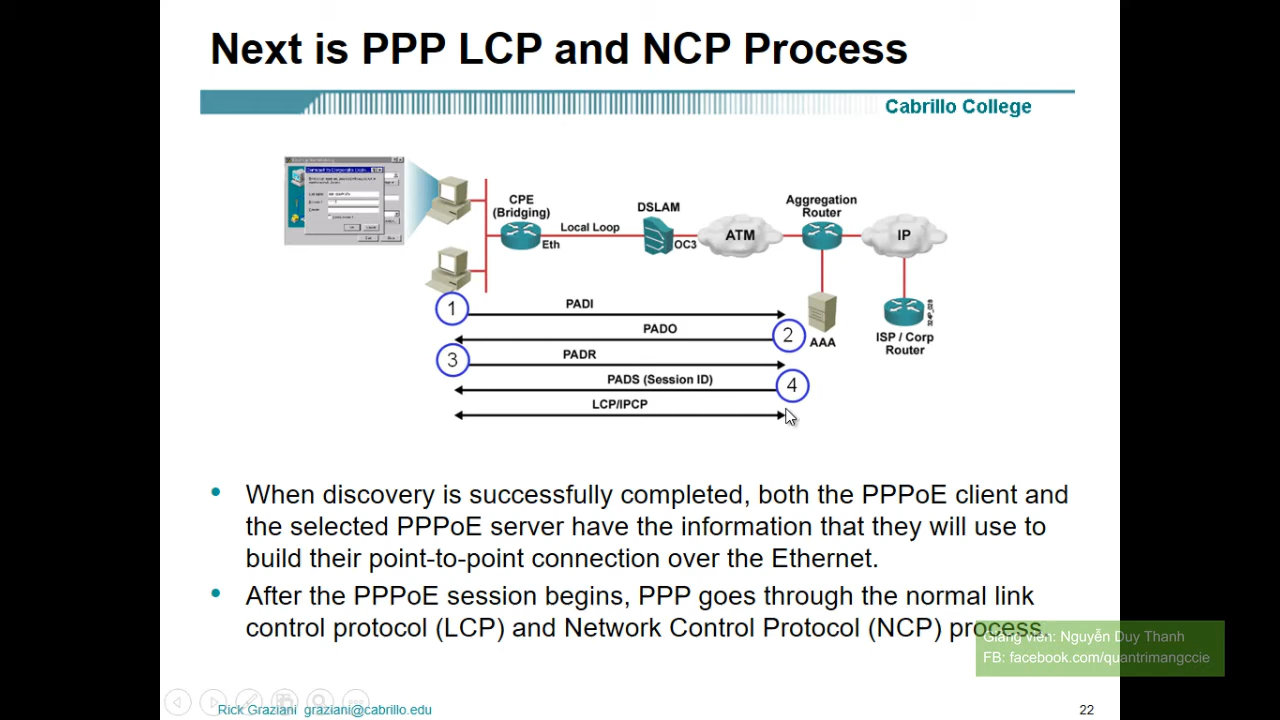 Next is PPP LCP and NCP Process
Cabrillo College
CPE
(Bridging)
Eth
Local Loop
DSLAM
OC3
ATM
Aggregation
Router
IP
AAA
ISP / Corp
Router
1
PADI
PADO
2
3
PADR
PADS (Session ID)
4
LCP/IPCP
• When discovery is successfully completed, both the PPPoE client and
the selected PPPoE server have the information that they will use to
build their point-to-point connection over the Ethernet.
• After the PPPoE session begins, PPP goes through the normal link
control protocol (LCP) and Network Control Protocol (NCP) process.
Giảng viên: Nguyễn Duy Thanh
FB: facebook.com/quantrimangccie
Rick Graziani graziani@cabrillo.edu
22